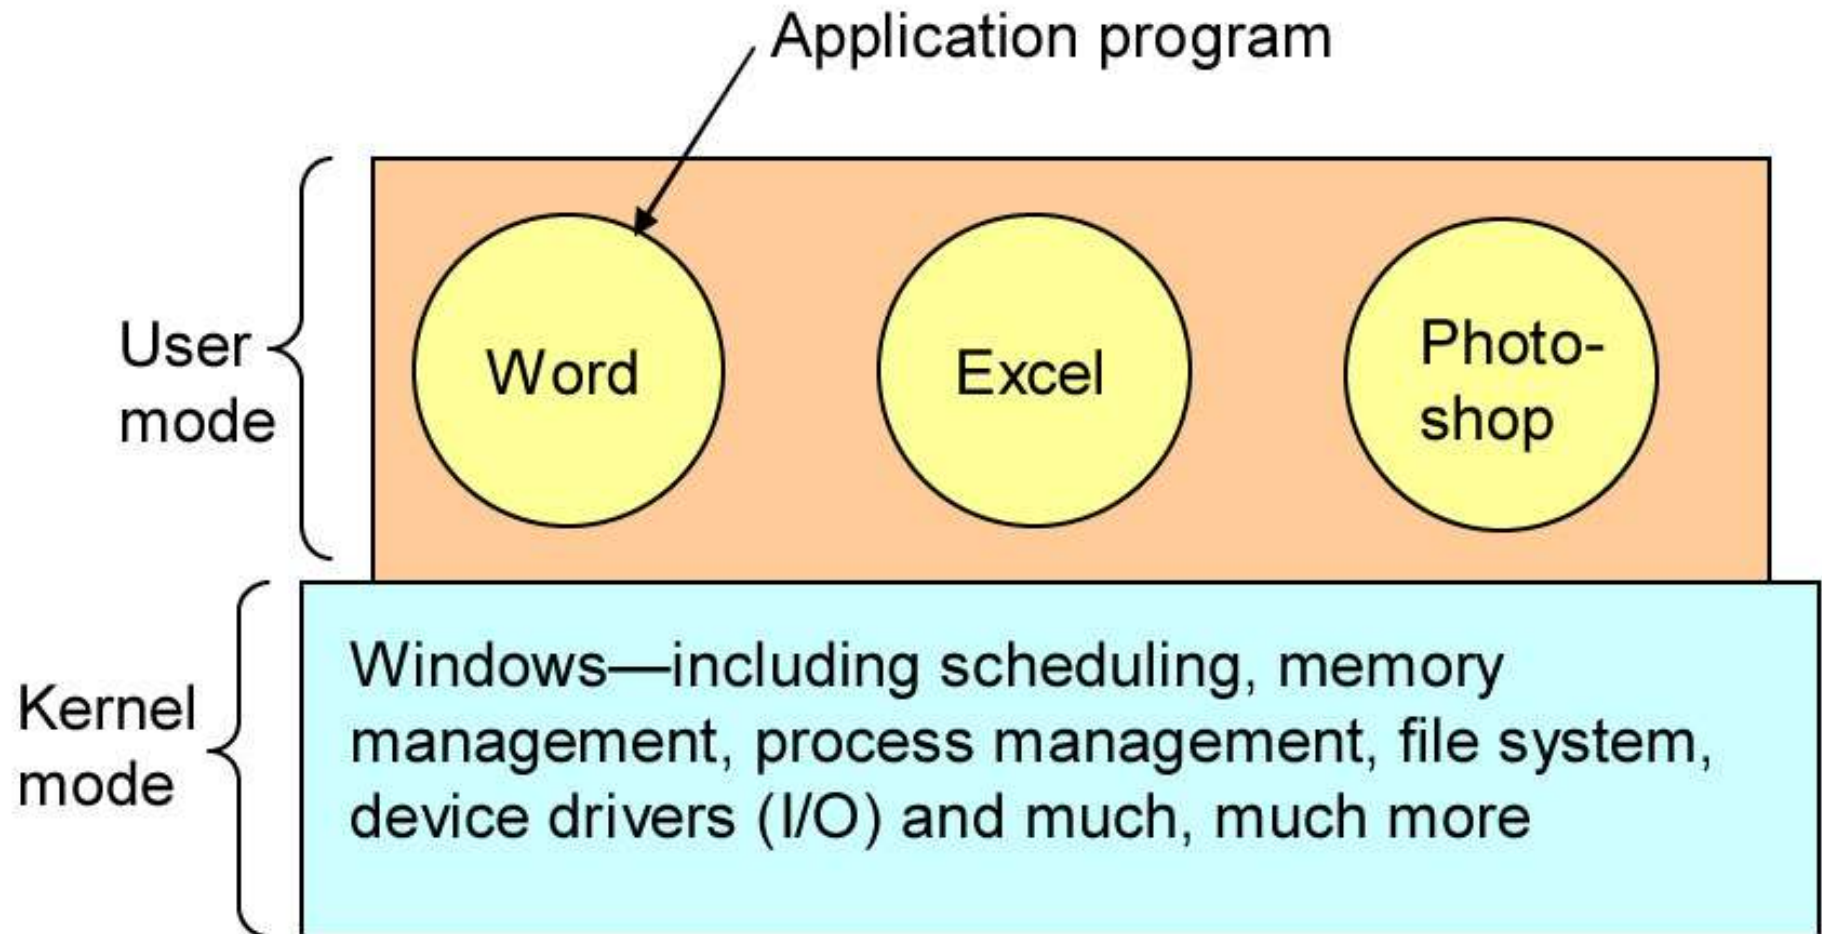 Application program
User
mode
Word
Excel
Photo-
shop
Kernel
mode
Windows—including scheduling, memory
management, process management, file system,
device drivers (I/O) and much, much more